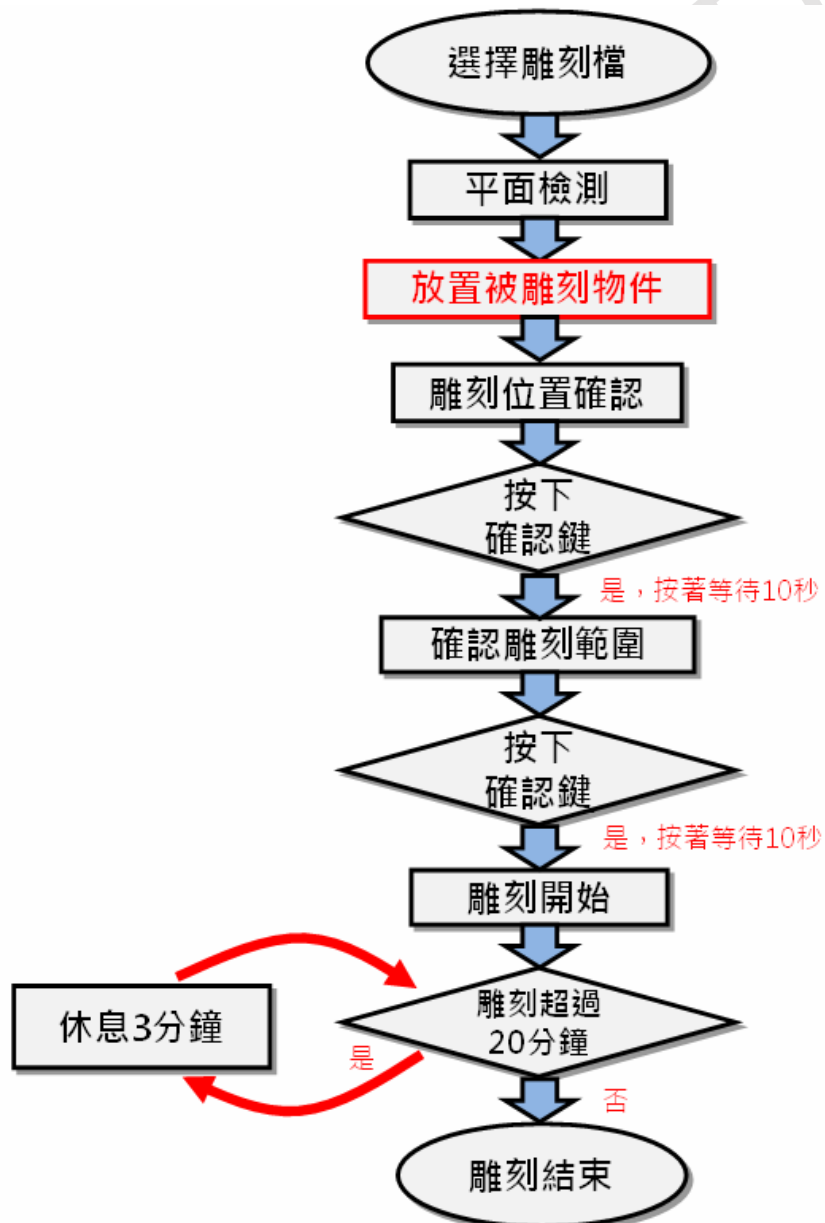 選擇雕刻檔
平面檢測
放置被雕刻物件
雕刻位置確認
按下
確認鍵
是，按著等待10秒
確認雕刻範圍
按下
確認鍵
是，按著等待10秒
雕刻開始
雕刻超過
20分鐘
休息3分鐘
是
否
雕刻結束